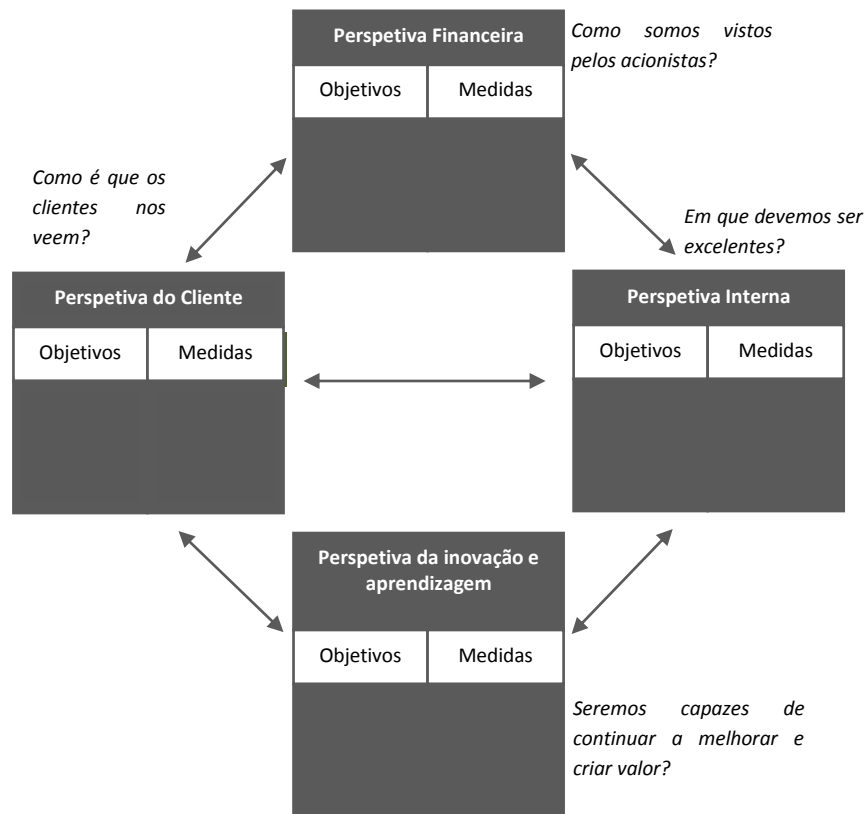 Perspetiva Financeira
Objetivos Medidas
Como somos vistos
pelos acionistas?
Como é que os
clientes nos
veem?
Em que devemos ser
excelentes?
Perspetiva do Cliente
Objetivos Medidas
Perspetiva Interna
Objetivos Medidas
Perspetiva da inovação e
aprendizagem
Objetivos Medidas
Seremos capazes de
continuar a melhorar e
criar valor?